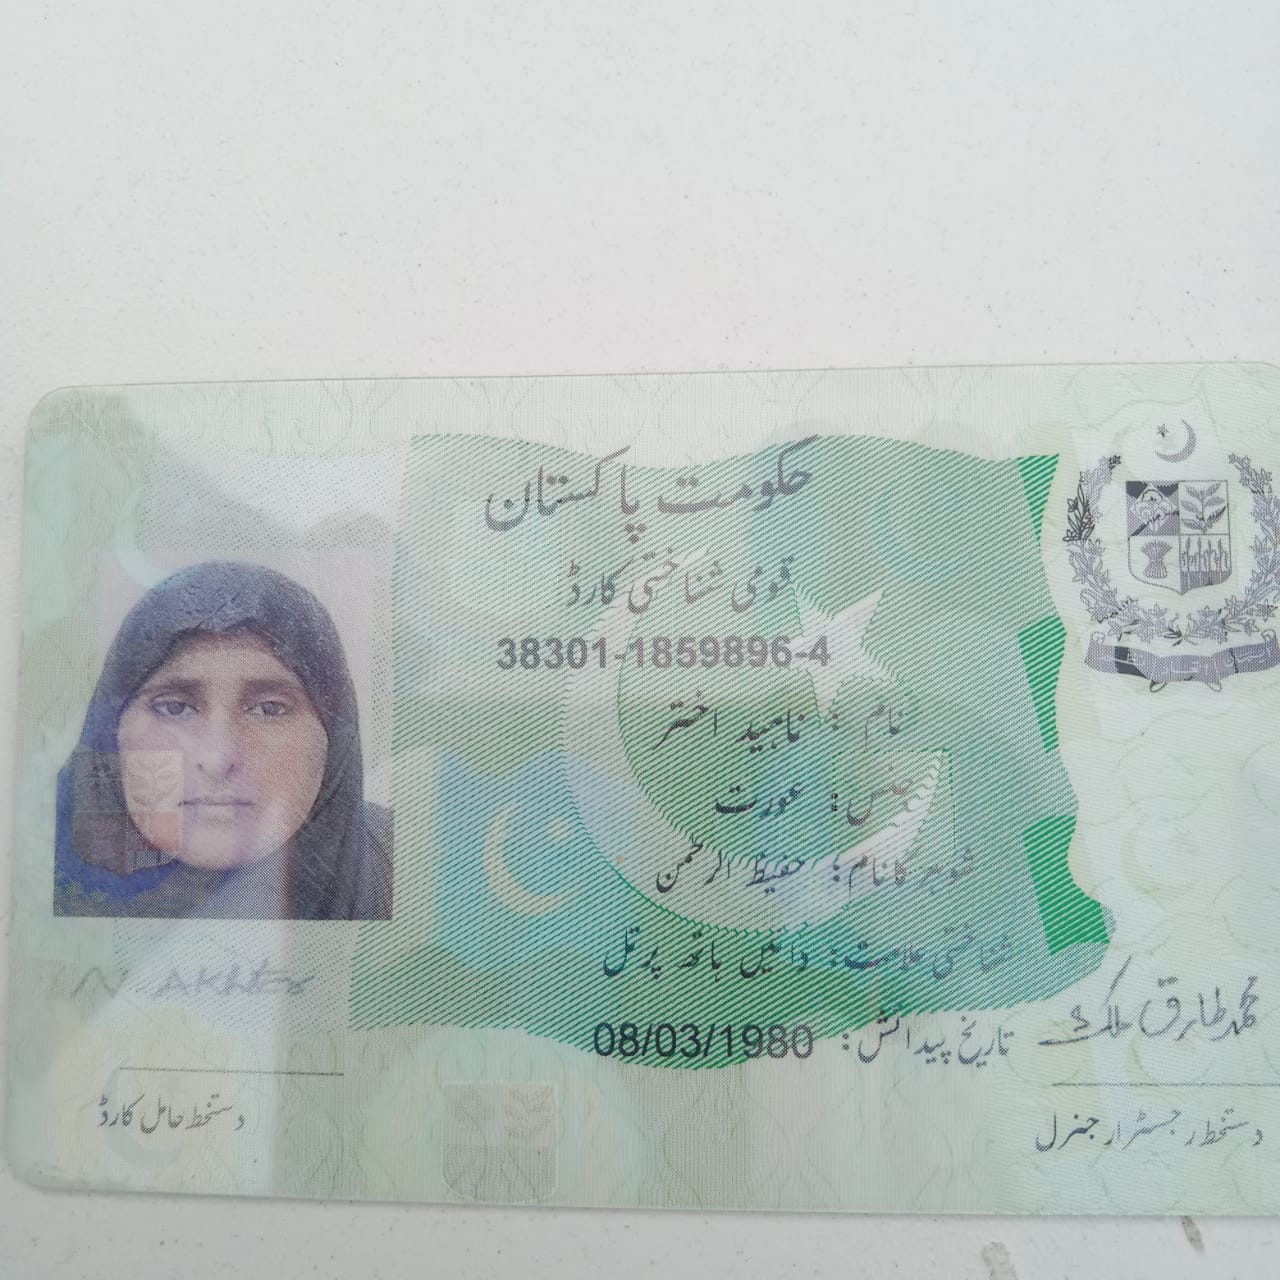 حکومت پاکستان
قومی شناختی کارڈ
38301-1859896-4
نام : ناہید اختر
جنس : عورت
شوہر کا نام : حفیظ الرحمن
شناختی علامت : دائیں ہاتھ پر تل
تاریخ پیدائش : 08/03/1980
N AKhter
دستخط حامل کارڈ
محمد طارق ملک
دستخط رجسٹرار جنرل